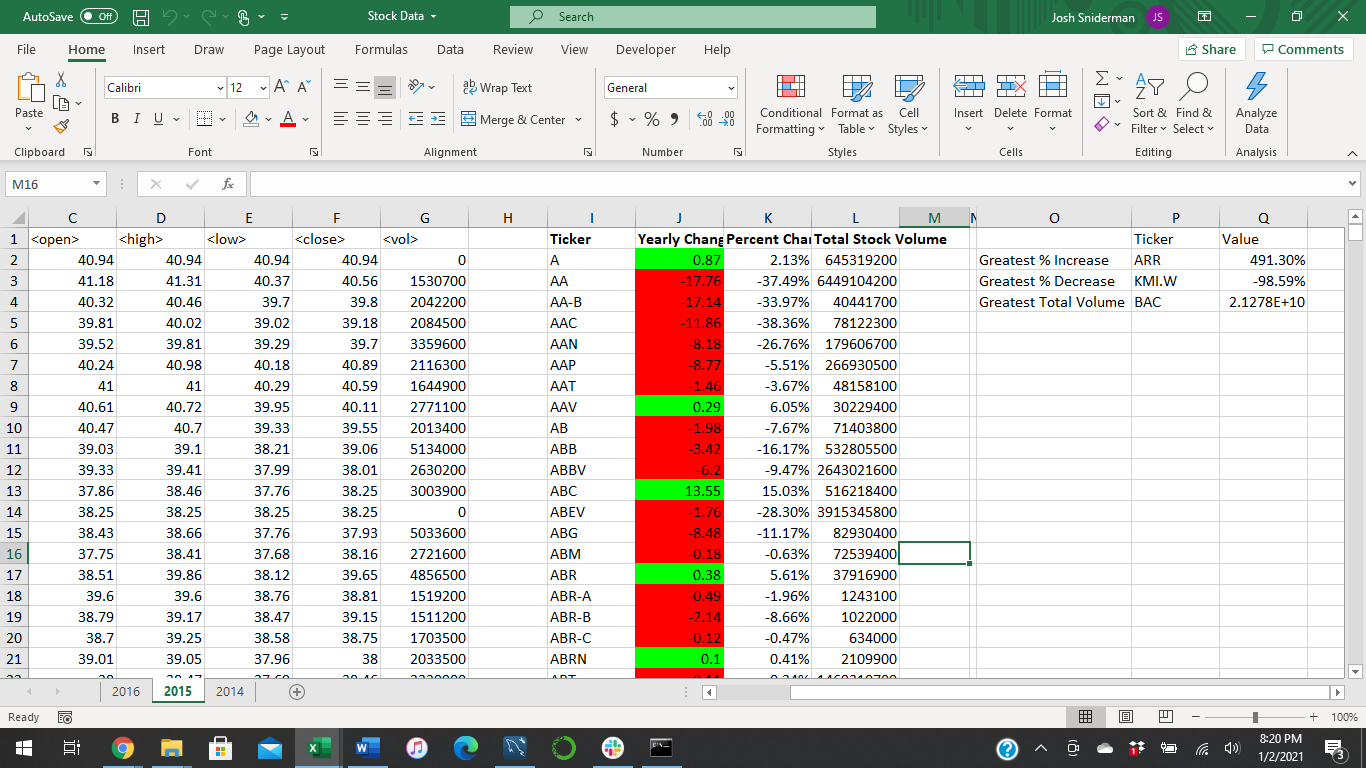 AutoSave Off Stock Data Search Josh Sniderman JS
File Home Insert Draw Page Layout Formulas Data Review View Developer Help Share Comments
Paste Calibri 12 Wrap Text General Conditional Formatting Format as Table Cell Styles Insert Delete Format Sort & Filter Find & Select Analyze Data
B I U A Merge & Center $ %
Clipboard Font Alignment Number Styles Cells Editing Analysis
M16 fx
C D E F G H I J K L M N O P Q
1 <open> <high> <low> <close> <vol> Ticker Yearly Chang Percent Char Total Stock Volume Ticker Value
2 40.94 40.94 40.94 40.94 0 A 0.87 2.13% 645319200 Greatest % Increase ARR 491.30%
3 41.18 41.31 40.37 40.56 1530700 AA -17.76 -37.49% 6449104200 Greatest % Decrease KMI.W -98.59%
4 40.32 40.46 39.7 39.8 2042200 AA-B -17.14 -33.97% 40441700 Greatest Total Volume BAC 2.1278E+10
5 39.81 40.02 39.02 39.18 2084500 AAC -11.86 -38.36% 78122300
6 39.52 39.81 39.29 39.7 3359600 AAN -8.18 -26.76% 179606700
7 40.24 40.98 40.18 40.89 2116300 AAP -8.77 -5.51% 266930500
8 41 41 40.29 40.59 1644900 AAT -1.46 -3.67% 48158100
9 40.61 40.72 39.95 40.11 2771100 AAV 0.29 6.05% 30229400
10 40.47 40.7 39.33 39.55 2013400 AB -1.98 -7.67% 71403800
11 39.03 39.1 38.21 39.06 5134000 ABB -3.42 -16.17% 532805500
12 39.33 39.41 37.99 38.01 2630200 ABBV -6.2 -9.47% 2643021600
13 37.86 38.46 37.76 38.25 3003900 ABC 13.55 15.03% 516218400
14 38.25 38.25 38.25 38.25 0 ABEV -1.76 -28.30% 3915345800
15 38.43 38.66 37.76 37.93 5033600 ABG -8.48 -11.17% 82930400
16 37.75 38.41 37.68 38.16 2721600 ABM -0.18 -0.63% 72539400
17 38.51 39.86 38.12 39.65 4856500 ABR 0.38 5.61% 37916900
18 39.6 39.6 38.76 38.81 1519200 ABR-A -0.49 -1.96% 1243100
19 38.79 39.17 38.47 39.15 1511200 ABR-B -2.14 -8.66% 1022000
20 38.7 39.25 38.58 38.75 1703500 ABR-C -0.12 -0.47% 634000
21 39.01 39.05 37.96 38 2033500 ABRN 0.1 0.41% 2109900
2016 2015 2014
Ready 100%
8:20 PM
1/2/2021 3